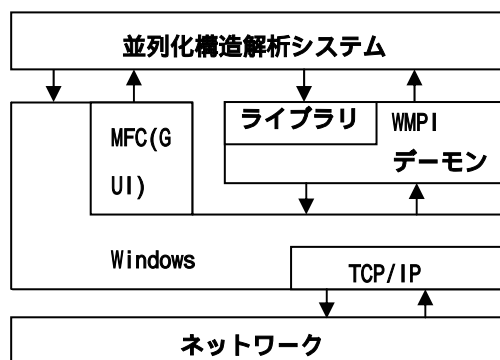 並列化構造解析システム
ライブラリ
WMPI
MFC(G
UI)
デーモン
Windows
TCP/IP
ネットワーク